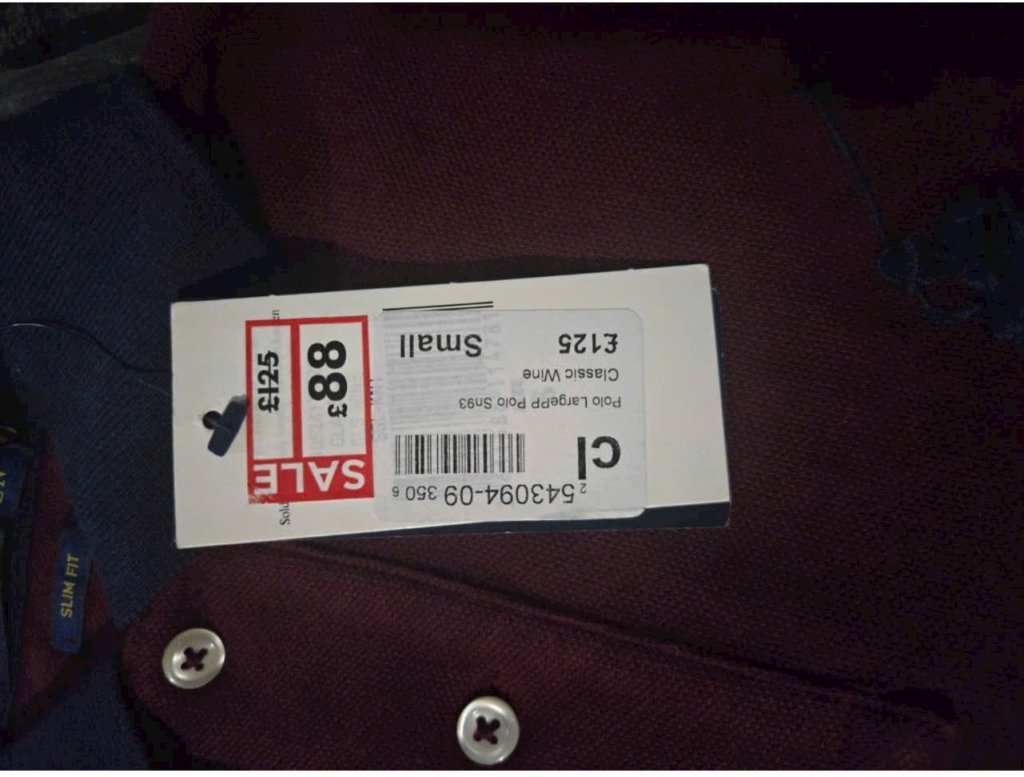 £125
£88
SALE
Small
£125
Classic Wine
Polo LargePP Polo Sn93
cl
2 543094-09 350 6
SLIM FIT